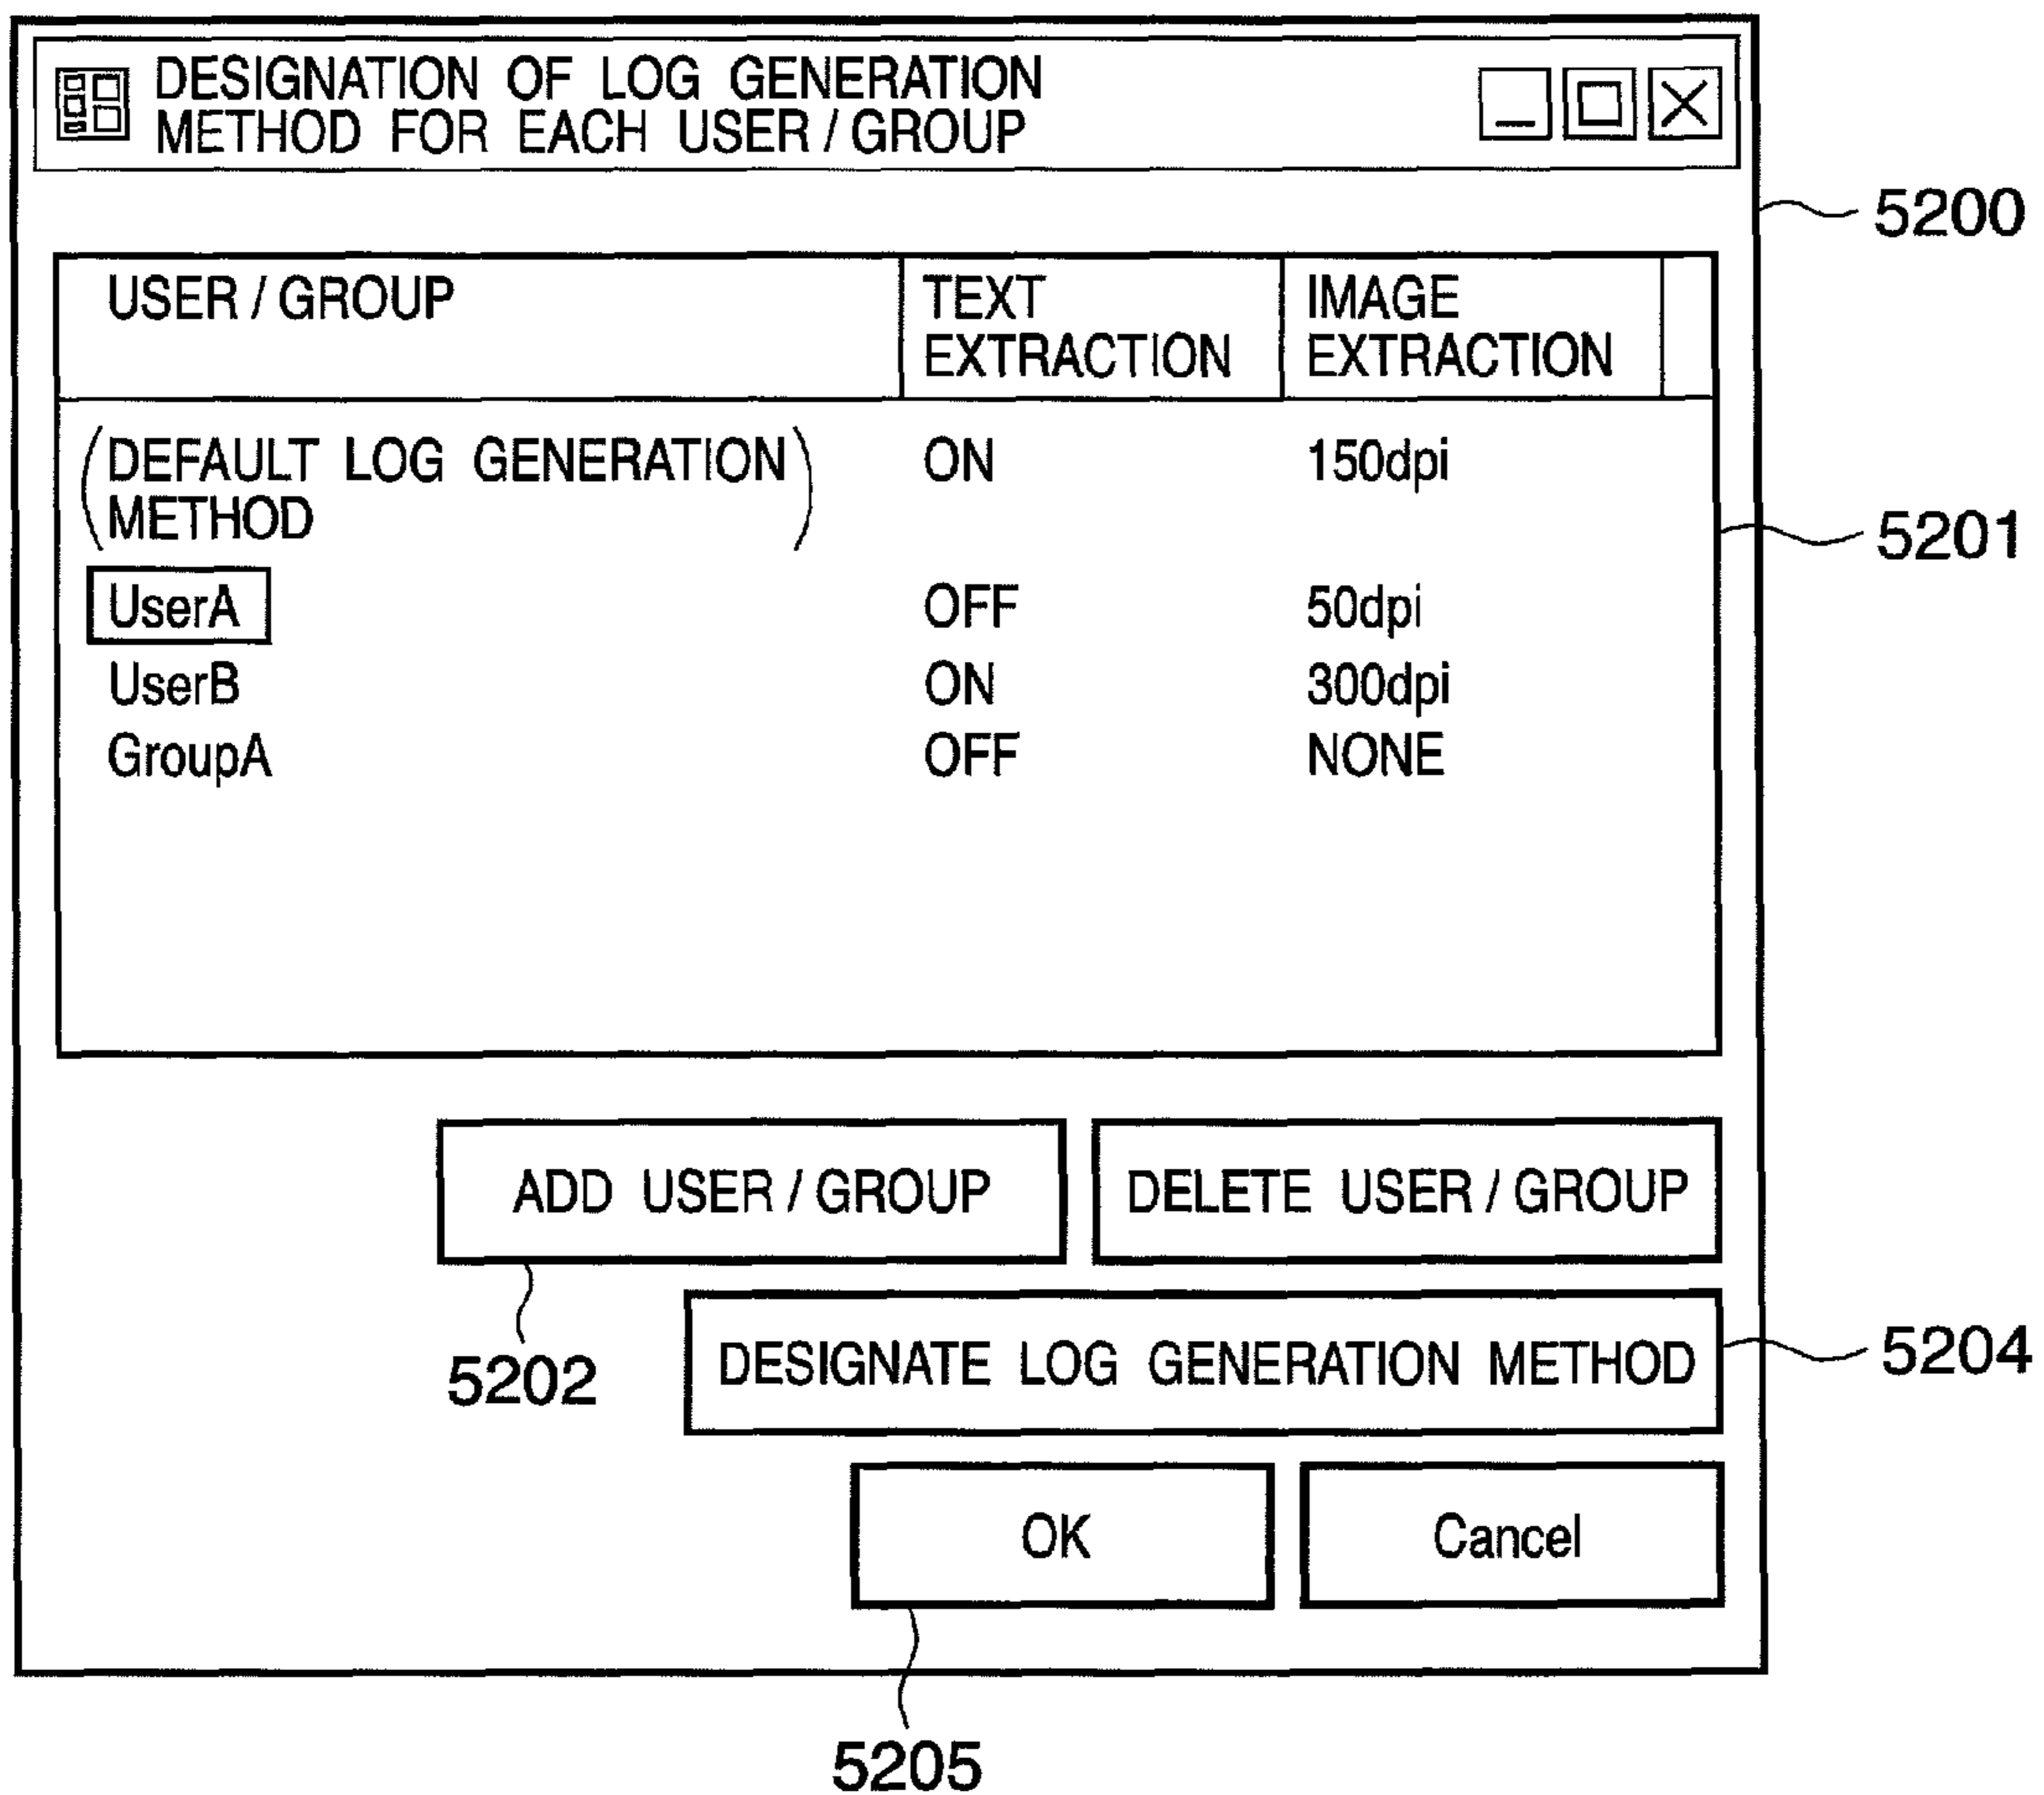 DESIGNATION OF LOG GENERATION
METHOD FOR EACH USER / GROUP
5200
USER / GROUP
TEXT
EXTRACTION
IMAGE
EXTRACTION
(DEFAULT LOG GENERATION
METHOD) ON 150dpi
5201
UserA OFF 50dpi
UserB ON 300dpi
GroupA OFF NONE
ADD USER / GROUP DELETE USER / GROUP
5202
DESIGNATE LOG GENERATION METHOD
5204
OK Cancel
5205